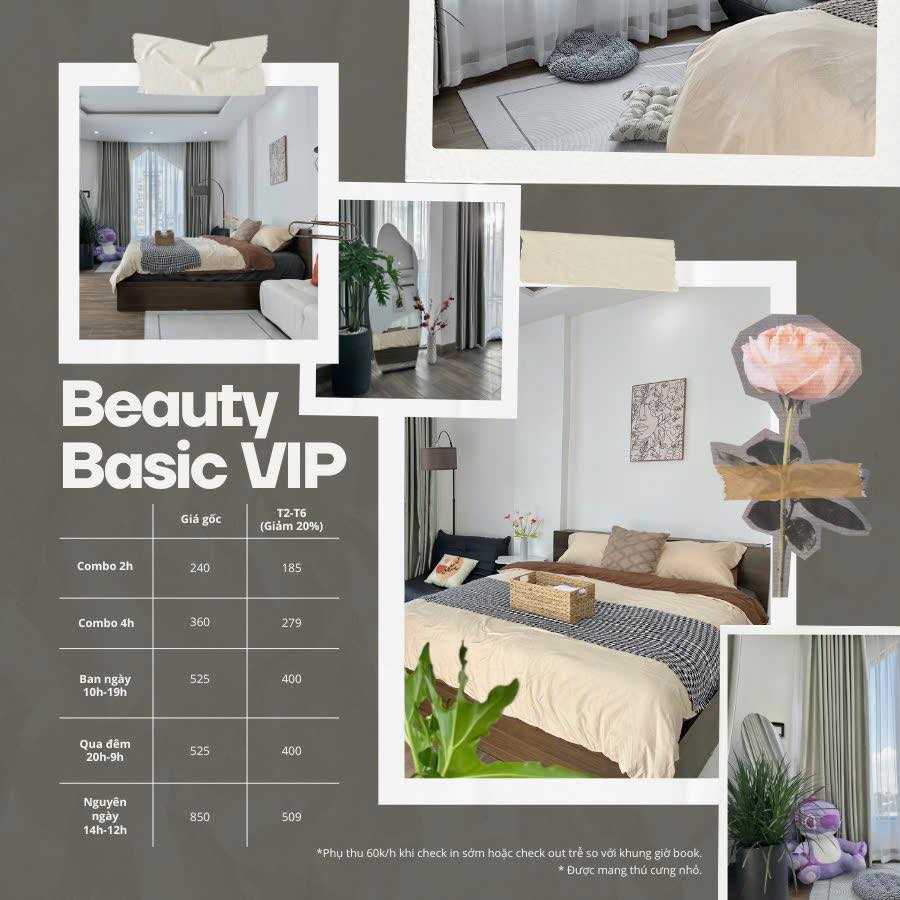 Beauty
Basic VIP
Giá gốc
T2-T6
(Giảm 20%)
Combo 2h
240
185
Combo 4h
360
279
Ban ngày
10h-19h
525
400
Qua đêm
20h-9h
525
400
Nguyên
ngày
14h-12h
850
509
*Phụ thu 60k/h khi check in sớm hoặc check out trễ so với khung giờ book.
* Được mang thú cưng nhỏ.